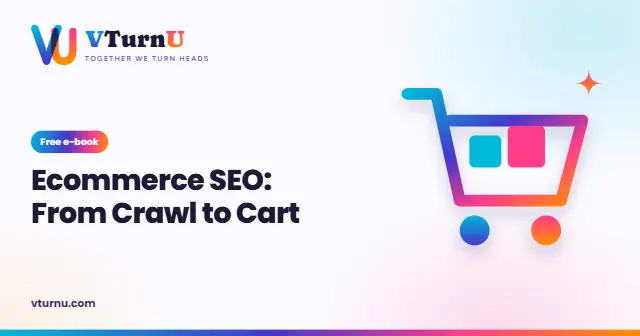 VTurnU
TOGETHER WE TURN HEADS
Free e-book
Ecommerce SEO:
From Crawl to Cart
vturnu.com